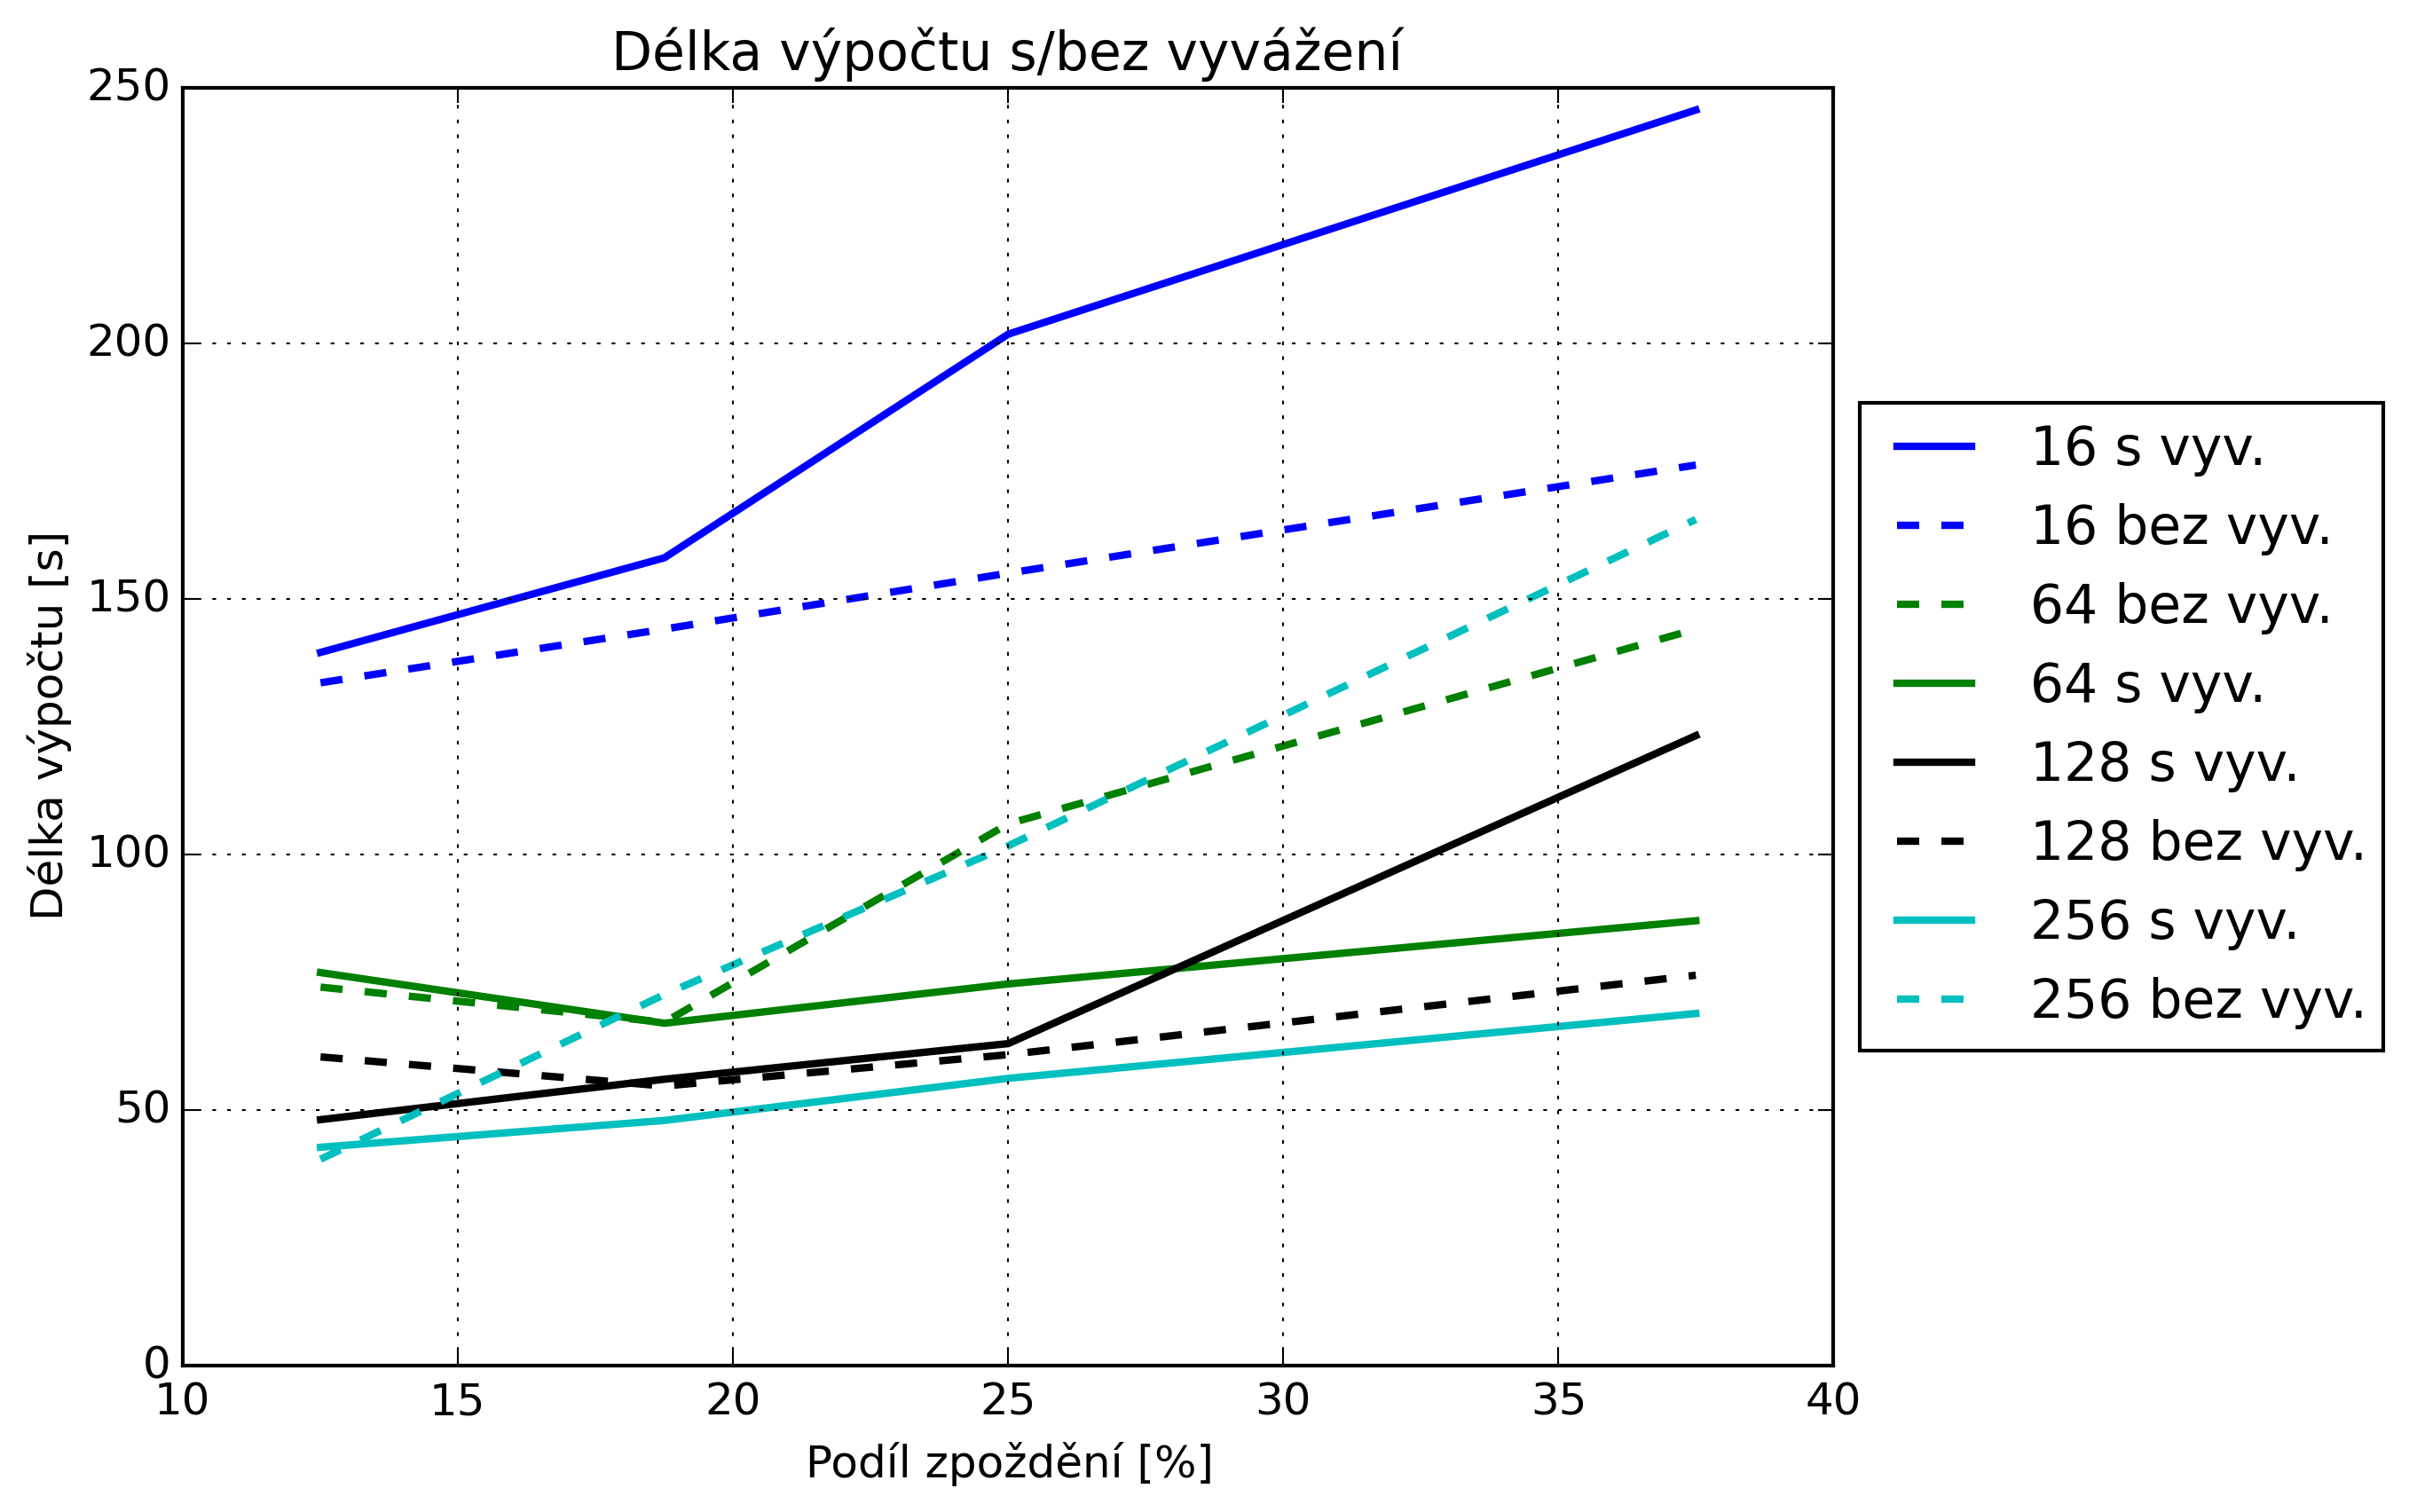 Délka výpočtu s/bez vyvážení
250
200
150
100
50
0
Délka výpočtu [s]
10 15 20 25 30 35 40
Podíl zpoždění [%]
16 s vyv.
16 bez vyv.
64 bez vyv.
64 s vyv.
128 s vyv.
128 bez vyv.
256 s vyv.
256 bez vyv.